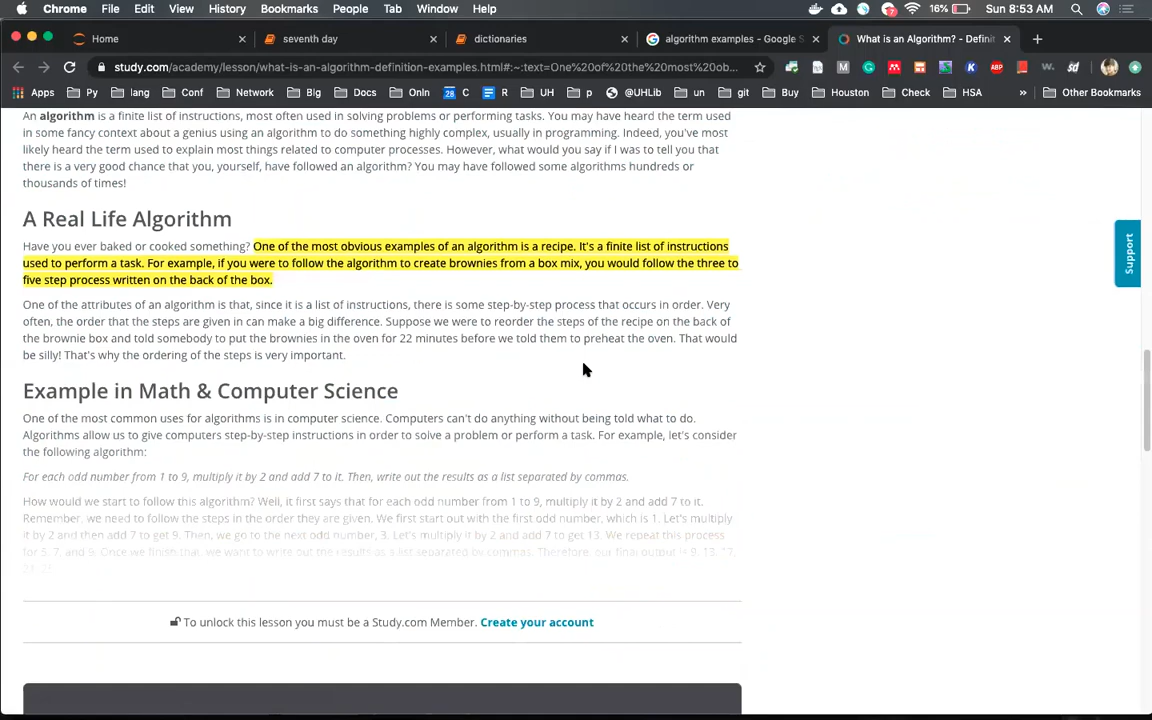 Chrome File Edit View History Bookmarks People Tab Window Help 7 16% Sun 8:53 AM
Home seventh day dictionaries algorithm examples - Google S What is an Algorithm? - Definit
study.com/academy/lesson/what-is-an-algorithm-definition-examples.html#:~:text=One%20of%20the%20most%20ob...
Apps Py lang Conf Network Big Docs Onln 28 C R UH p @UHLib un git Buy Houston Check HSA » Other Bookmarks
An algorithm is a finite list of instructions, most often used in solving problems or performing tasks. You may have heard the term used
in some fancy context about a genius using an algorithm to do something highly complex, usually in programming. Indeed, you've most
likely heard the term used to explain most things related to computer processes. However, what would you say if I was to tell you that
there is a very good chance that you, yourself, have followed an algorithm? You may have followed some algorithms hundreds or
thousands of times!
A Real Life Algorithm
Have you ever baked or cooked something? One of the most obvious examples of an algorithm is a recipe. It's a finite list of instructions
used to perform a task. For example, if you were to follow the algorithm to create brownies from a box mix, you would follow the three to
five step process written on the back of the box.
One of the attributes of an algorithm is that, since it is a list of instructions, there is some step-by-step process that occurs in order. Very
often, the order that the steps are given in can make a big difference. Suppose we were to reorder the steps of the recipe on the back of
the brownie box and told somebody to put the brownies in the oven for 22 minutes before we told them to preheat the oven. That would
be silly! That's why the ordering of the steps is very important.
Support
Example in Math & Computer Science
One of the most common uses for algorithms is in computer science. Computers can't do anything without being told what to do.
Algorithms allow us to give computers step-by-step instructions in order to solve a problem or perform a task. For example, let's consider
the following algorithm:
For each odd number from 1 to 9, multiply it by 2 and add 7 to it. Then, write out the results as a list separated by commas.
How would we start to follow this algorithm? Well, it first says that for each odd number from 1 to 9, multiply it by 2 and add 7 to it.
Remember, we need to follow the steps in the order they are given. We first start out with the first odd number, which is 1. Let's multiply
it by 2 and then add 7 to get 9. Then, we go to the next odd number, 3. Let's multiply it by 2 and add 7 to get 13. We repeat this process
for 5, 7, and 9. Once we finish that, we want to write out the results as a list separated by commas. Therefore, our final output is 9, 13, 17,
21, 25.
To unlock this lesson you must be a Study.com Member. Create your account